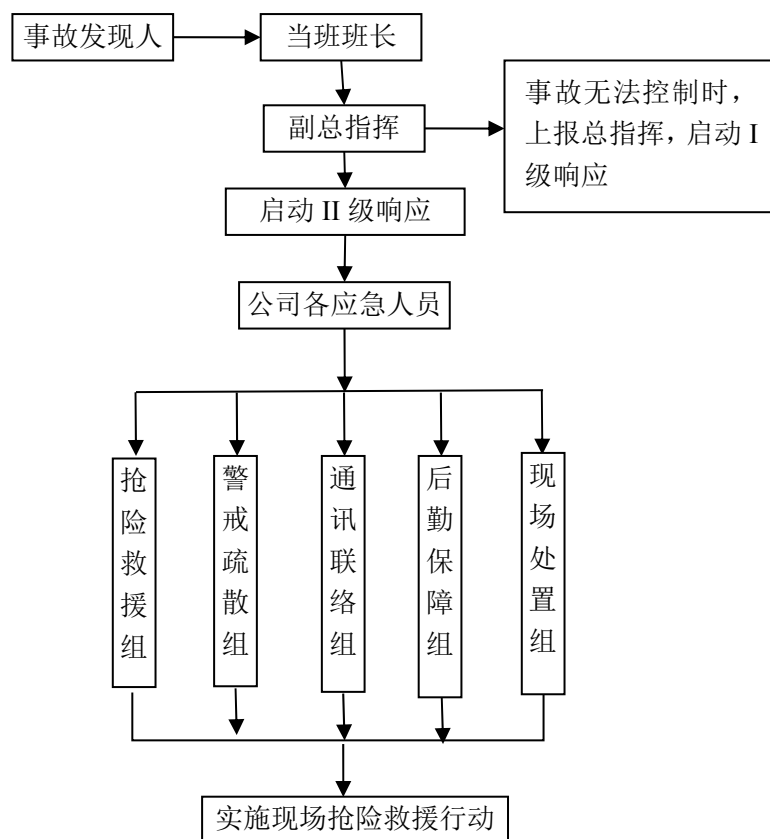 事故发现人
当班班长
事故无法控制时，
上报总指挥，启动 I
级响应
副总指挥
启动 II 级响应
公司各应急人员
抢险救援组
警戒疏散组
通讯联络组
后勤保障组
现场处置组
实施现场抢险救援行动